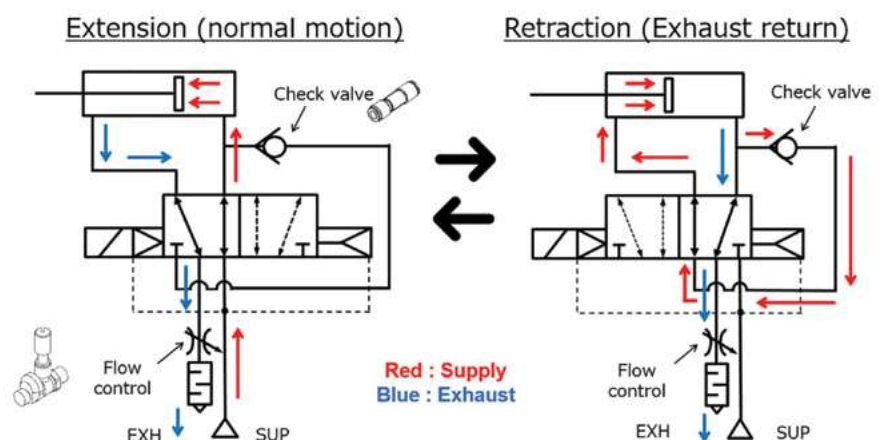 Extension (normal motion)
Retraction (Exhaust return)
Check valve
Check valve
Flow
control
Flow
control
Red : Supply
Blue : Exhaust
EXH
SUP
EXH
SUP